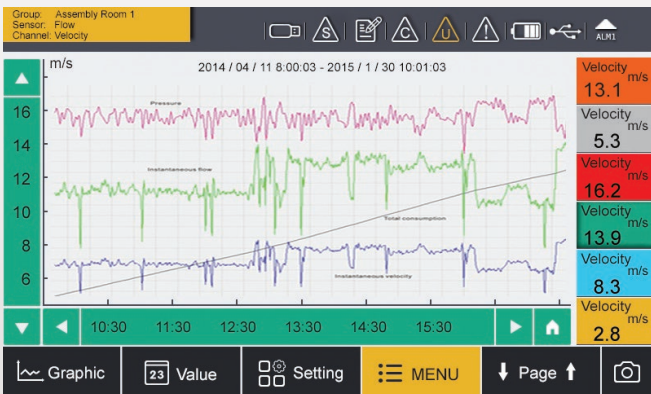 Group: Assembly Room 1
Sensor: Flow
Channel: Velocity
S
C
U
ALM1
m/s
2014 / 04 / 11 8:00:03 - 2015 / 1 / 30 10:01:03
Pressure
Instantaneous flow
Total consumption
Instantaneous velocity
16
14
12
10
8
6
10:30 11:30 12:30 13:30 14:30 15:30
Velocity
m/s
13.1
Velocity
m/s
5.3
Velocity
m/s
16.2
Velocity
m/s
13.9
Velocity
m/s
8.3
Velocity
m/s
2.8
Graphic
23 Value
Setting
MENU
Page